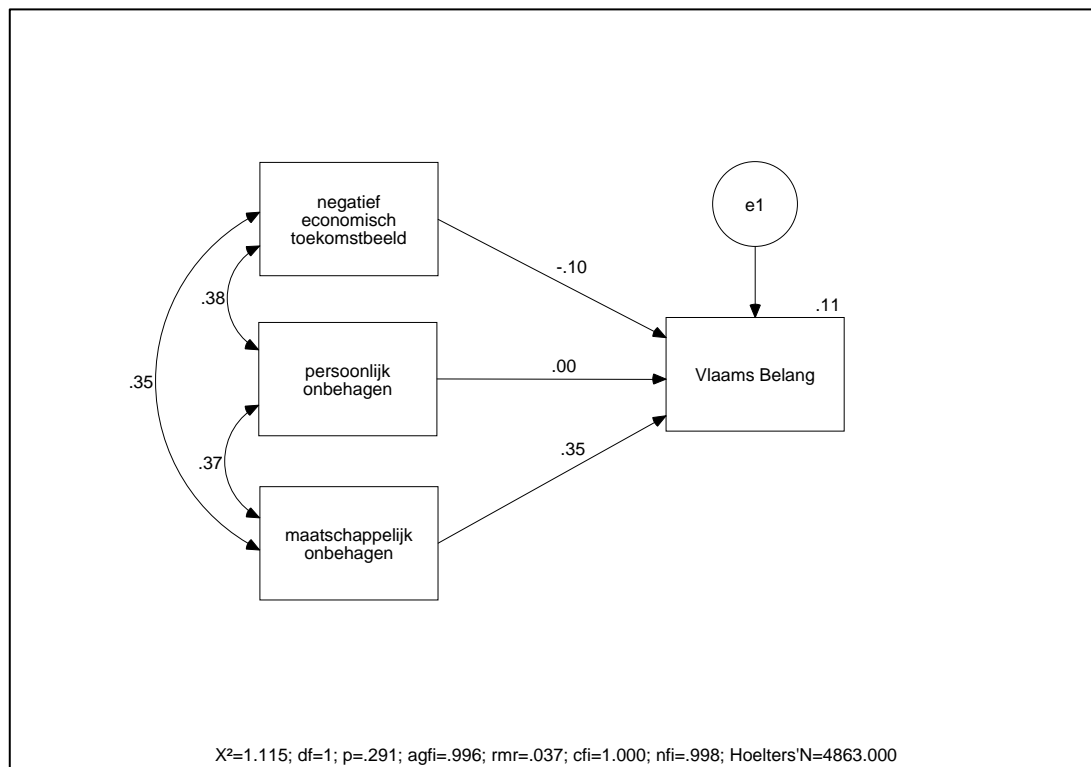 negatief
economisch
toekomstbeeld
e1
-.10
.38
.11
persoonlijk
onbehagen
.00
Vlaams Belang
.35
.37
.35
maatschappelijk
onbehagen
X²=1.115; df=1; p=.291; agfi=.996; rmr=.037; cfi=1.000; nfi=.998; Hoelters'N=4863.000